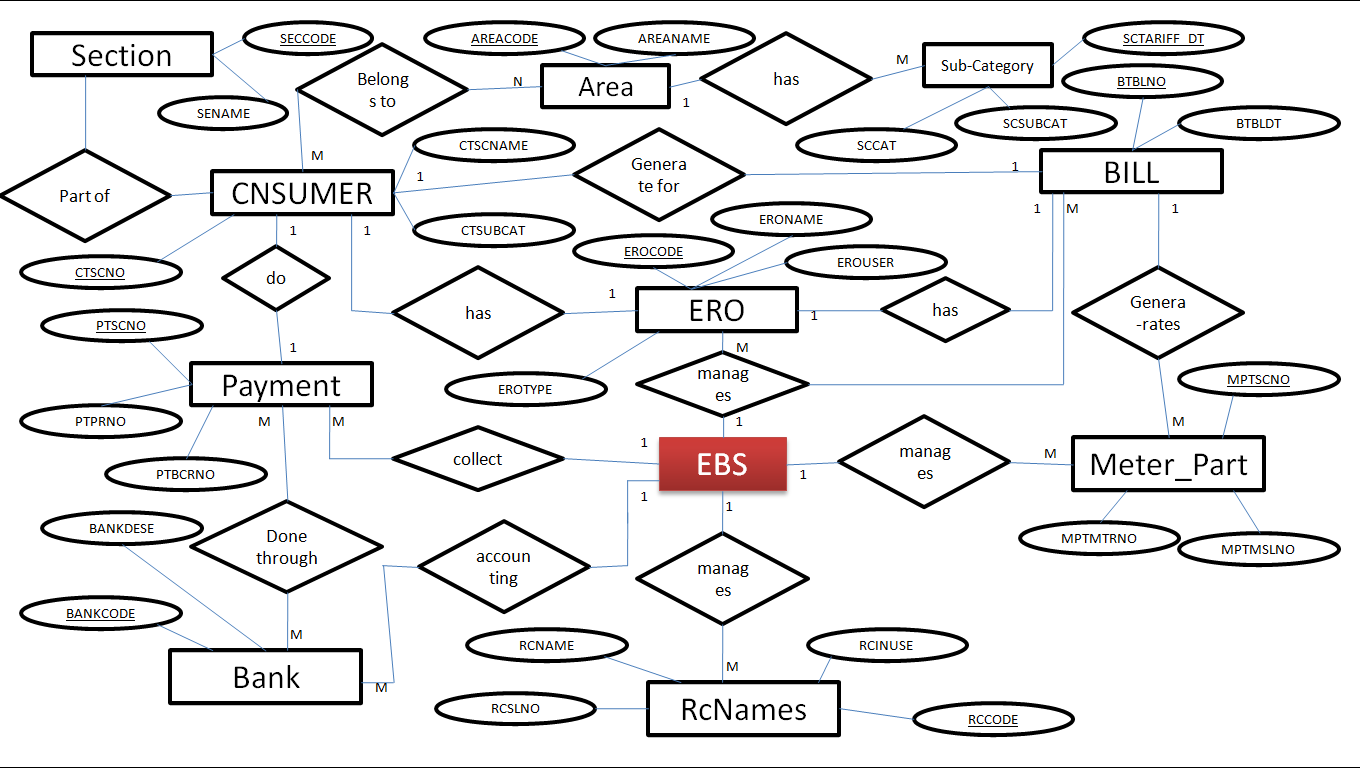 SECCODE
AREACODE
AREANAME
SCTARIFF_DT
Section
Belong
s to
has
M
Sub-Category
BTBLNO
N
Area
1
SENAME
SCSUBCAT
BTBLDT
CTSCNAME
SCCAT
M
Genera
te for
1
1
BILL
Part of
CNSUMER
1
M
1
ERONAME
1
1
CTSUBCAT
EROCODE
EROUSER
CTSCNO
do
1
Genera
-rates
PTSCNO
has
ERO
1
has
1
M
manag
es
MPTSCNO
Payment
EROTYPE
PTPRNO
M
M
1
M
1
collect
EBS
manag
es
M
Meter_Part
PTBCRNO
1
1
1
BANKDESE
Done
through
accoun
ting
MPTMTRNO
MPTMSLNO
manag
es
BANKCODE
M
RCNAME
RCINUSE
M
Bank
M
RCSLNO
RcNames
RCCODE